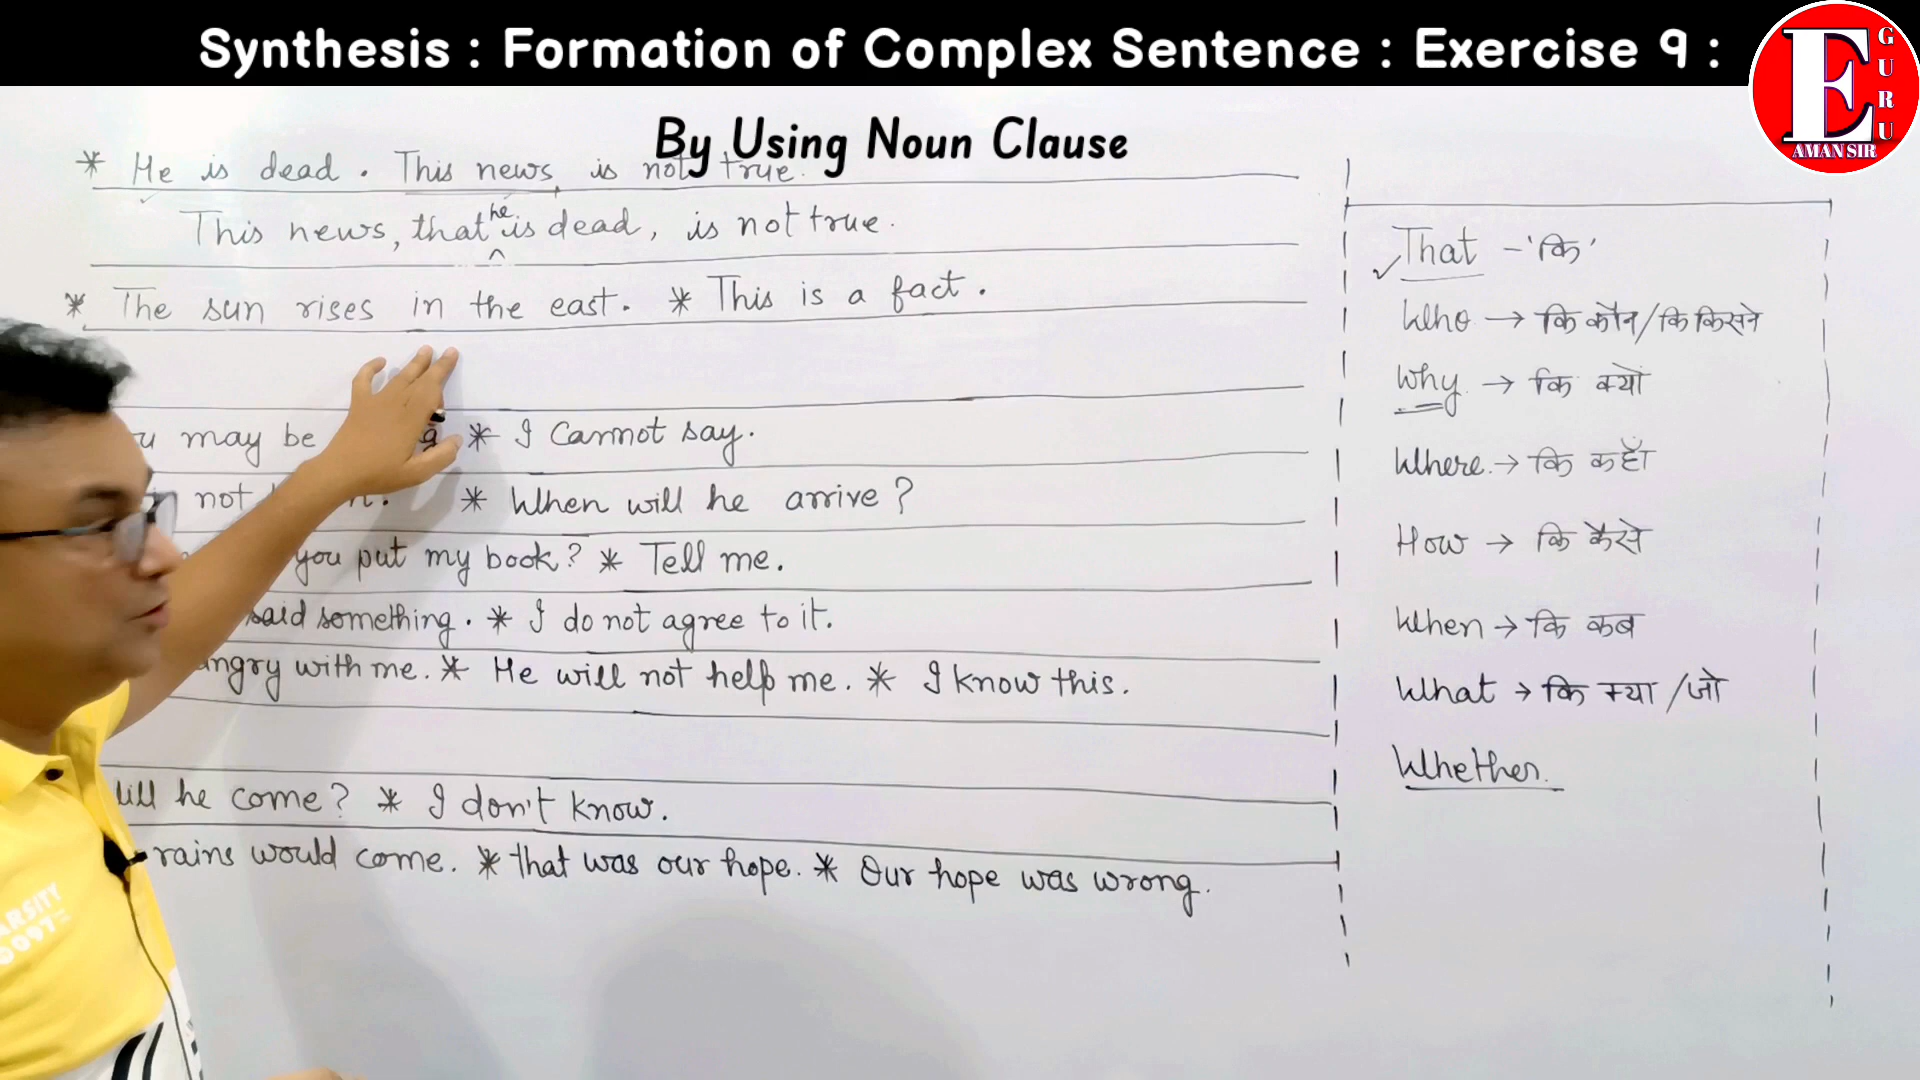 Synthesis : Formation of Complex Sentence : Exercise 9 :
E GURU
AMAN SIR
By Using Noun Clause
* He is dead. This news is not true.
This news, that he is dead, is not true.
* The sun rises in the east. * This is a fact.
may be * I cannot say.
not * When will he arrive?
you put my book? * Tell me.
said something. * I do not agree to it.
angry with me. * He will not help me. * I know this.
he come? * I don't know.
rains would come. * that was our hope. * Our hope was wrong.
That - 'कि'
Who → कि कौन/कि किसने
Why → कि क्यों
Where → कि कहाँ
How → कि कैसे
When → कि कब
What → कि क्या/जो
Whether.